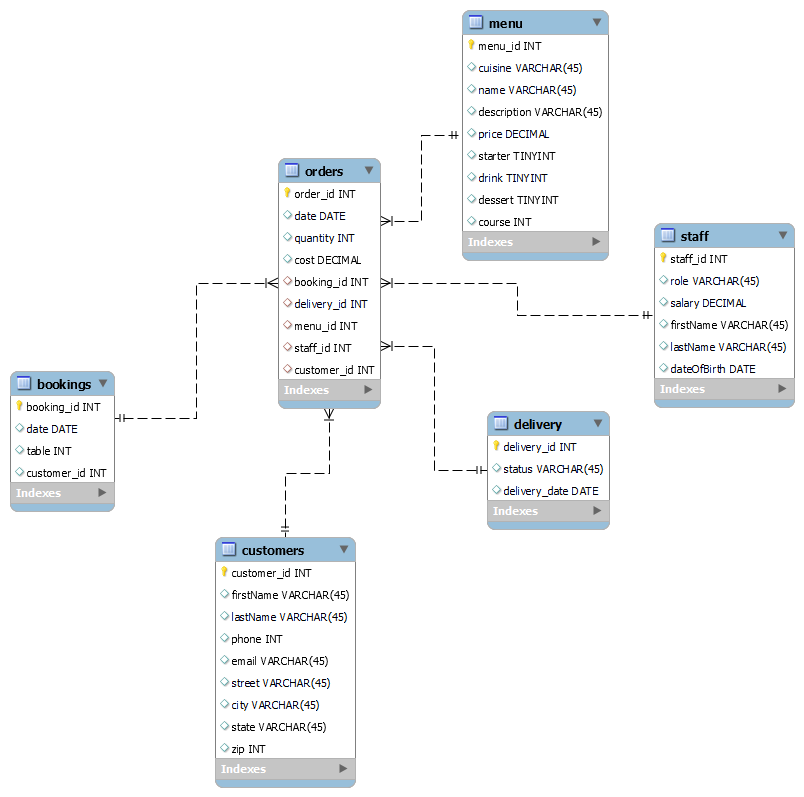 menu
menu_id INT
cuisine VARCHAR(45)
name VARCHAR(45)
description VARCHAR(45)
price DECIMAL
starter TINYINT
drink TINYINT
dessert TINYINT
course INT
Indexes
orders
order_id INT
date DATE
quantity INT
cost DECIMAL
booking_id INT
delivery_id INT
menu_id INT
staff_id INT
customer_id INT
Indexes
staff
staff_id INT
role VARCHAR(45)
salary DECIMAL
firstName VARCHAR(45)
lastName VARCHAR(45)
dateOfBirth DATE
Indexes
bookings
booking_id INT
date DATE
table INT
customer_id INT
Indexes
delivery
delivery_id INT
status VARCHAR(45)
delivery_date DATE
Indexes
customers
customer_id INT
firstName VARCHAR(45)
lastName VARCHAR(45)
phone INT
email VARCHAR(45)
street VARCHAR(45)
city VARCHAR(45)
state VARCHAR(45)
zip INT
Indexes